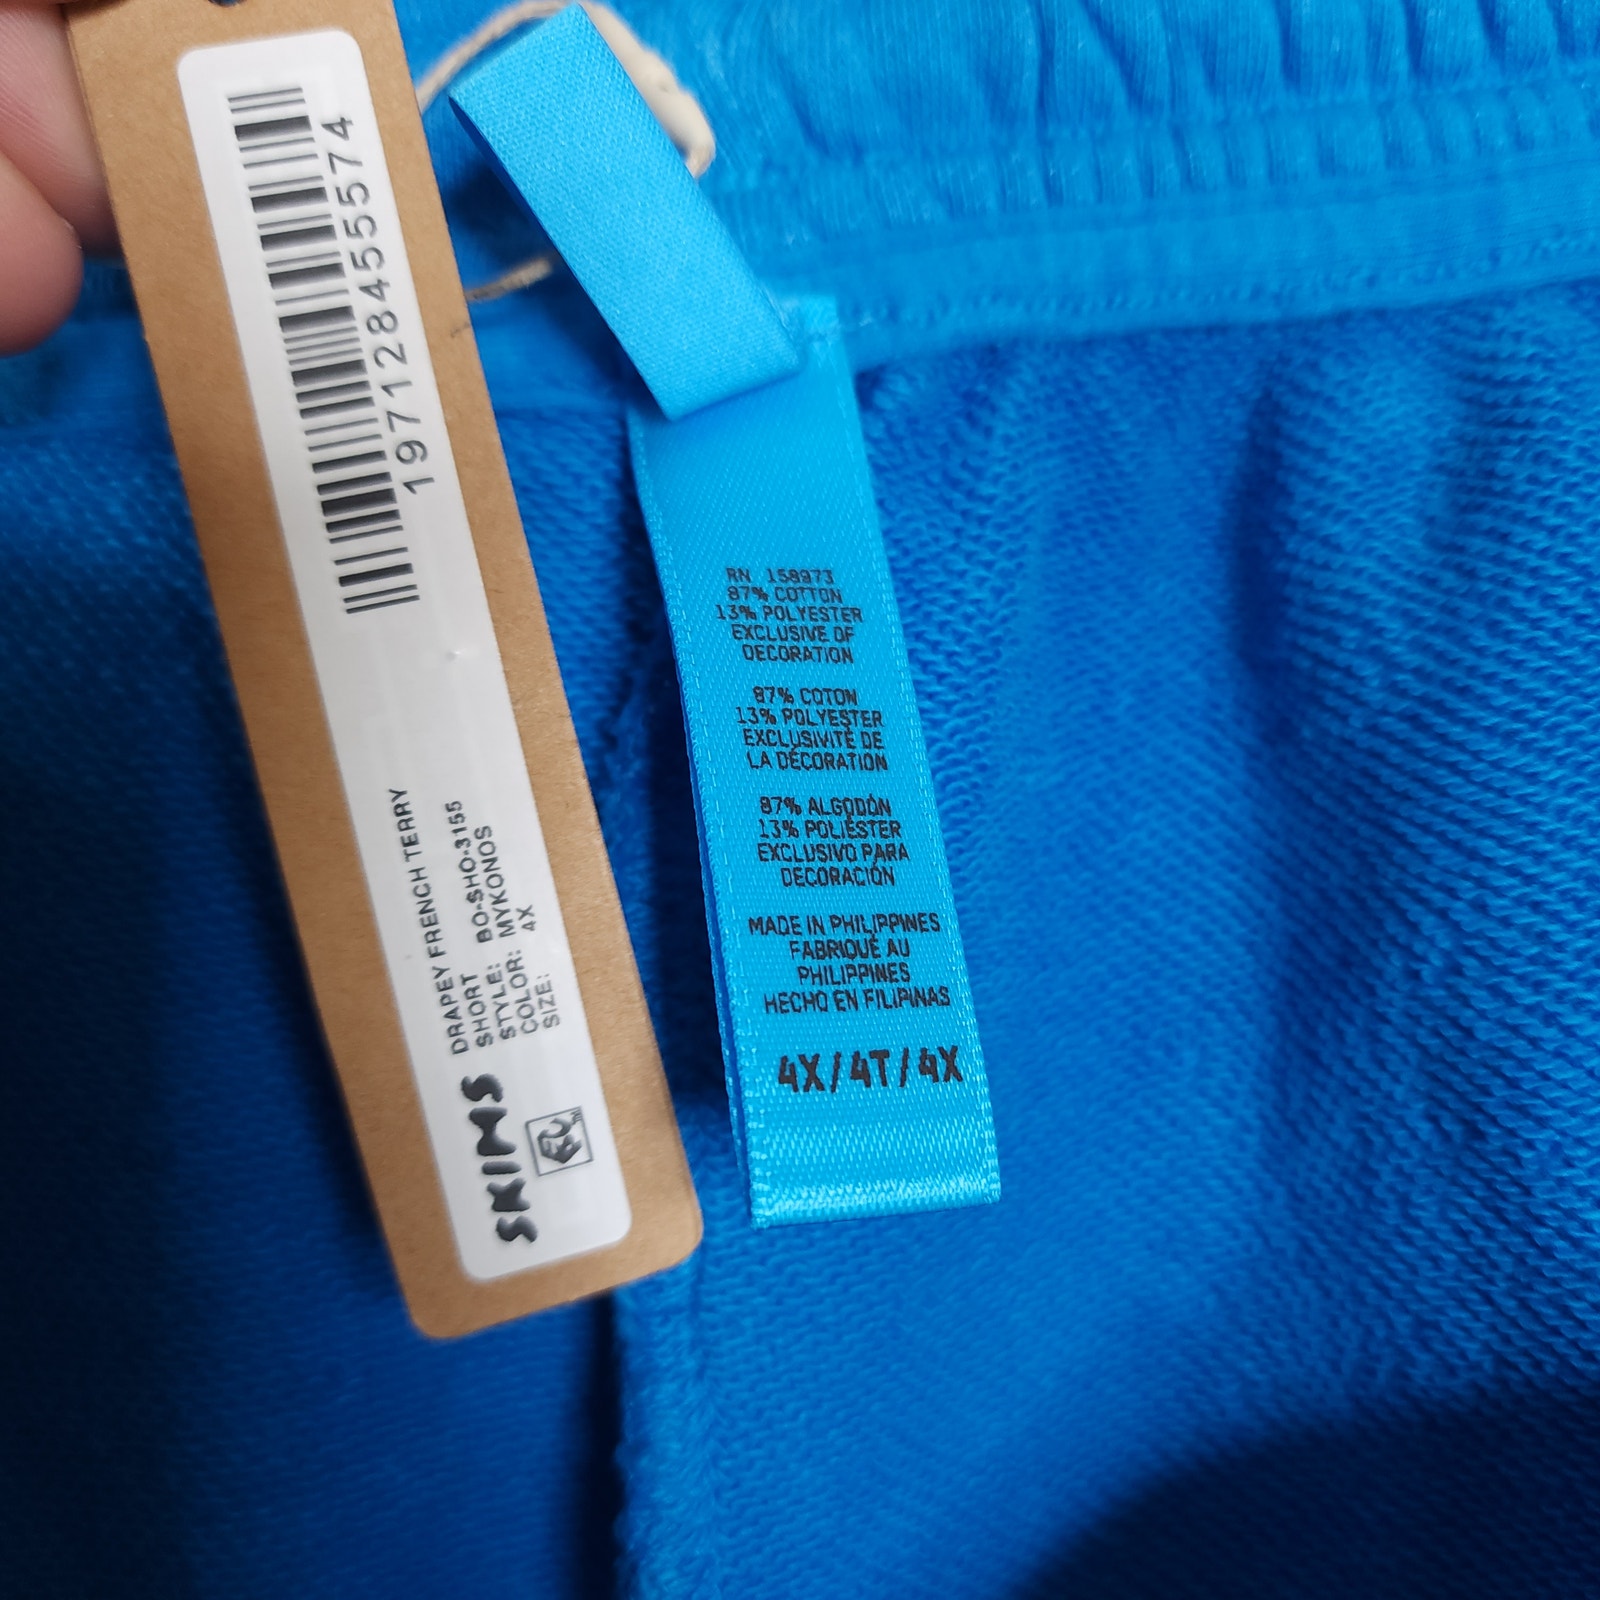 197128455574
DRAPEY FRENCH TERRY
SHORT
STYLE: BO-SHO-3155
COLOR: MYKONOS
SIZE: 4X
SKIMS
RN 158973
87% COTTON
13% POLYESTER
EXCLUSIVE OF
DECORATION
87% COTON
13% POLYESTER
EXCLUSIVITÉ DE
LA DÉCORATION
87% ALGODÓN
13% POLIÉSTER
EXCLUSIVO PARA
DECORACIÓN
MADE IN PHILIPPINES
FABRIQUÉ AU
PHILIPPINES
HECHO EN FILIPINAS
4X/4T/4X